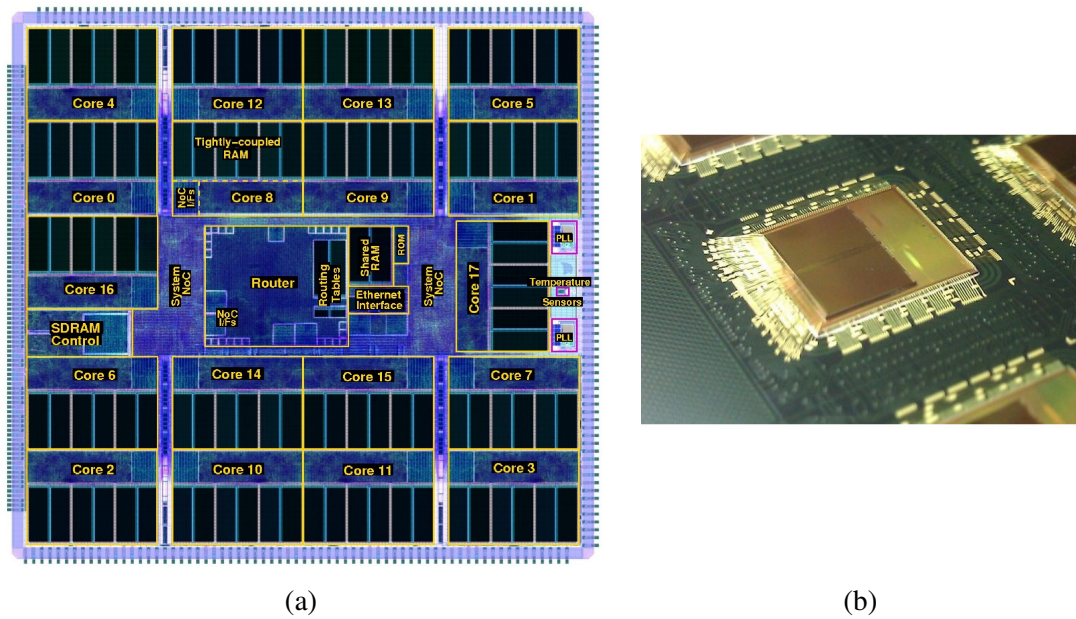 Core 4
Core 12
Core 13
Core 5
Tightly-coupled
RAM
Core 0
NoC
I/Fs
Core 8
Core 9
Core 1
Core 16
System
NoC
Router
NoC
I/Fs
Routing
Tables
Shared
RAM
ROM
Ethernet
Interface
System
NoC
Core 17
PLL
Temperature
Sensors
PLL
SDRAM
Control
Core 6
Core 14
Core 15
Core 7
Core 2
Core 10
Core 11
Core 3
(a)
(b)